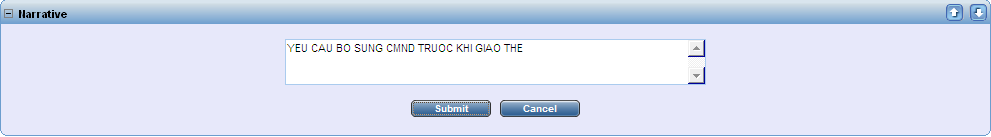 Narrative
YEU CAU BO SUNG CMND TRUOC KHI GIAO THE
Submit Cancel